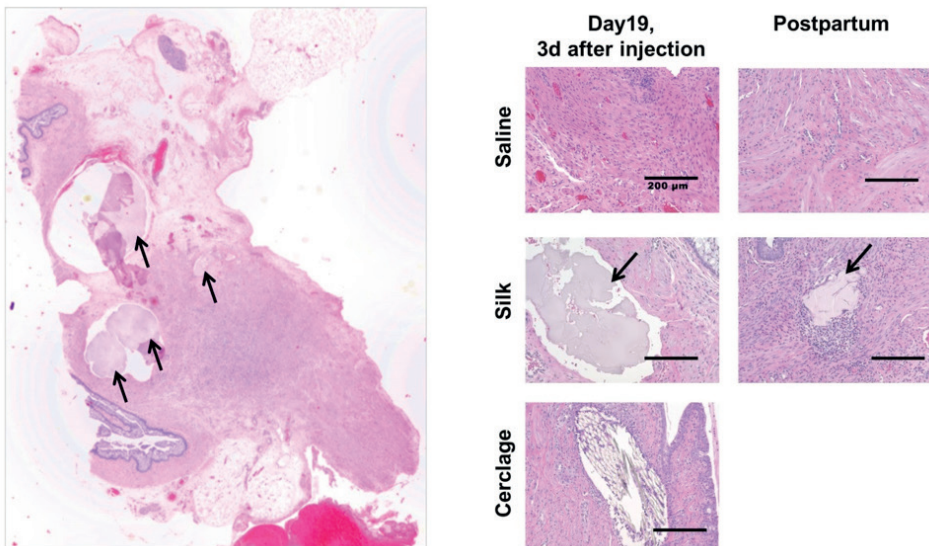 Day19,
3d after injection
Postpartum
Saline
200 µm
Silk
Cerclage